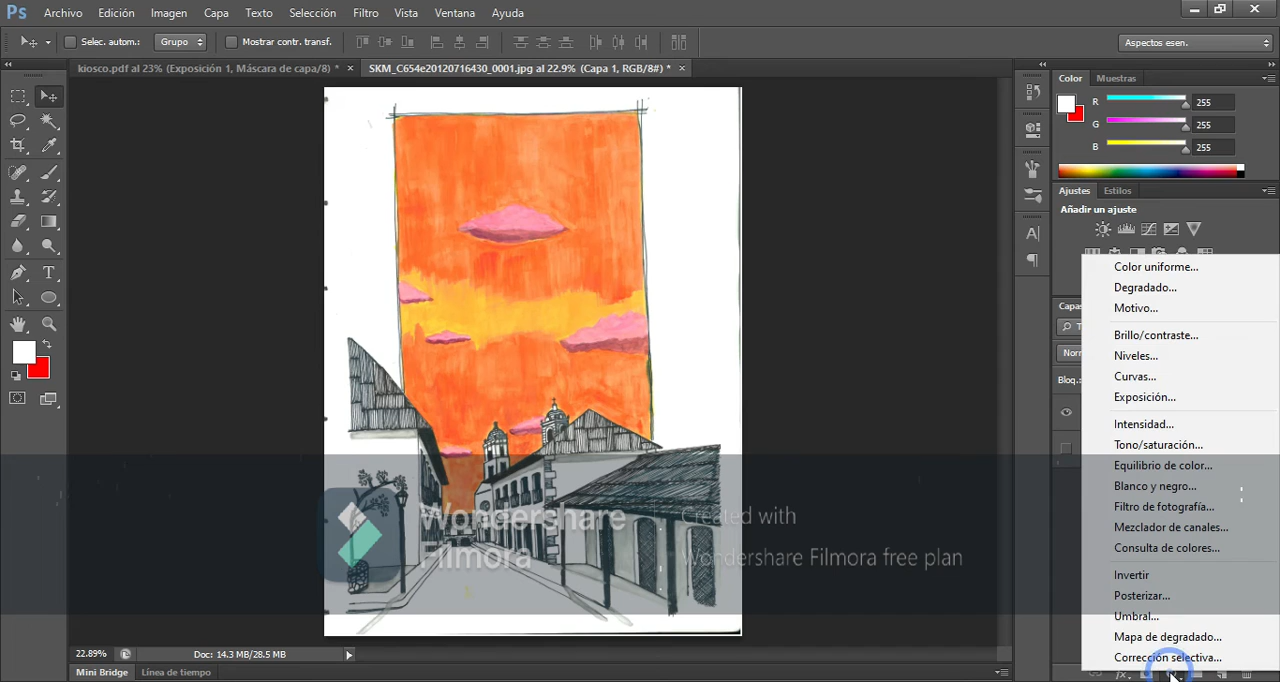 Ps Archivo Edición Imagen Capa Texto Selección Filtro Vista Ventana Ayuda
Selec. autom.: Grupo Mostrar contr. transf. Aspectos esen.
kiosco.pdf al 23% (Exposición 1, Máscara de capa/8) * × SKM_C654e20120716430_0001.jpg al 22.9% (Capa 1, RGB/8#) * ×
Color Muestras
R 255
G 255
B 255
Ajustes Estilos
Añadir un ajuste
Color uniforme...
Degradado...
Motivo...
Capas
Norm
Bloq.:
Brillo/contraste...
Niveles...
Curvas...
Exposición...
Intensidad...
Tono/saturación...
Equilibrio de color...
Blanco y negro...
Filtro de fotografía...
Mezclador de canales...
Consulta de colores...
Invertir
Posterizar...
Umbral...
Mapa de degradado...
Corrección selectiva...
Wondershare
Filmora
Created with
Wondershare Filmora free plan
22.89% Doc: 14.3 MB/28.5 MB
Mini Bridge Línea de tiempo